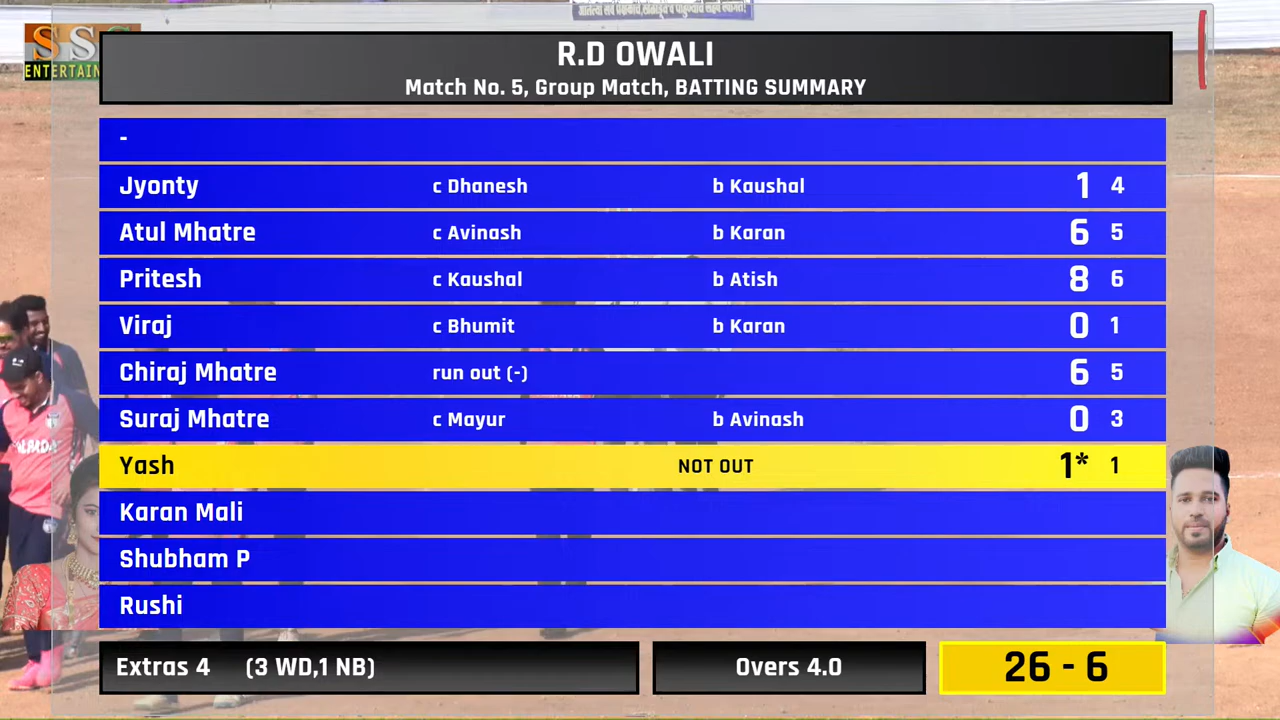 आलेल्या सर्व
SSG
ENTERTAIN
R.D OWALI
Match No. 5, Group Match, BATTING SUMMARY
-
Jyonty c Dhanesh b Kaushal 1 4
Atul Mhatre c Avinash b Karan 6 5
Pritesh c Kaushal b Atish 8 6
Viraj c Bhumit b Karan 0 1
Chiraj Mhatre run out (-) 6 5
Suraj Mhatre c Mayur b Avinash 0 3
Yash NOT OUT 1* 1
Karan Mali
Shubham P
Rushi
Extras 4 (3 WD,1 NB) Overs 4.0 26 - 6